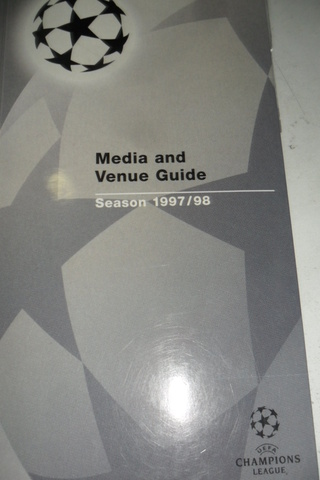 Media and
Venue Guide
Season 1997/98
UEFA
CHAMPIONS
LEAGUE